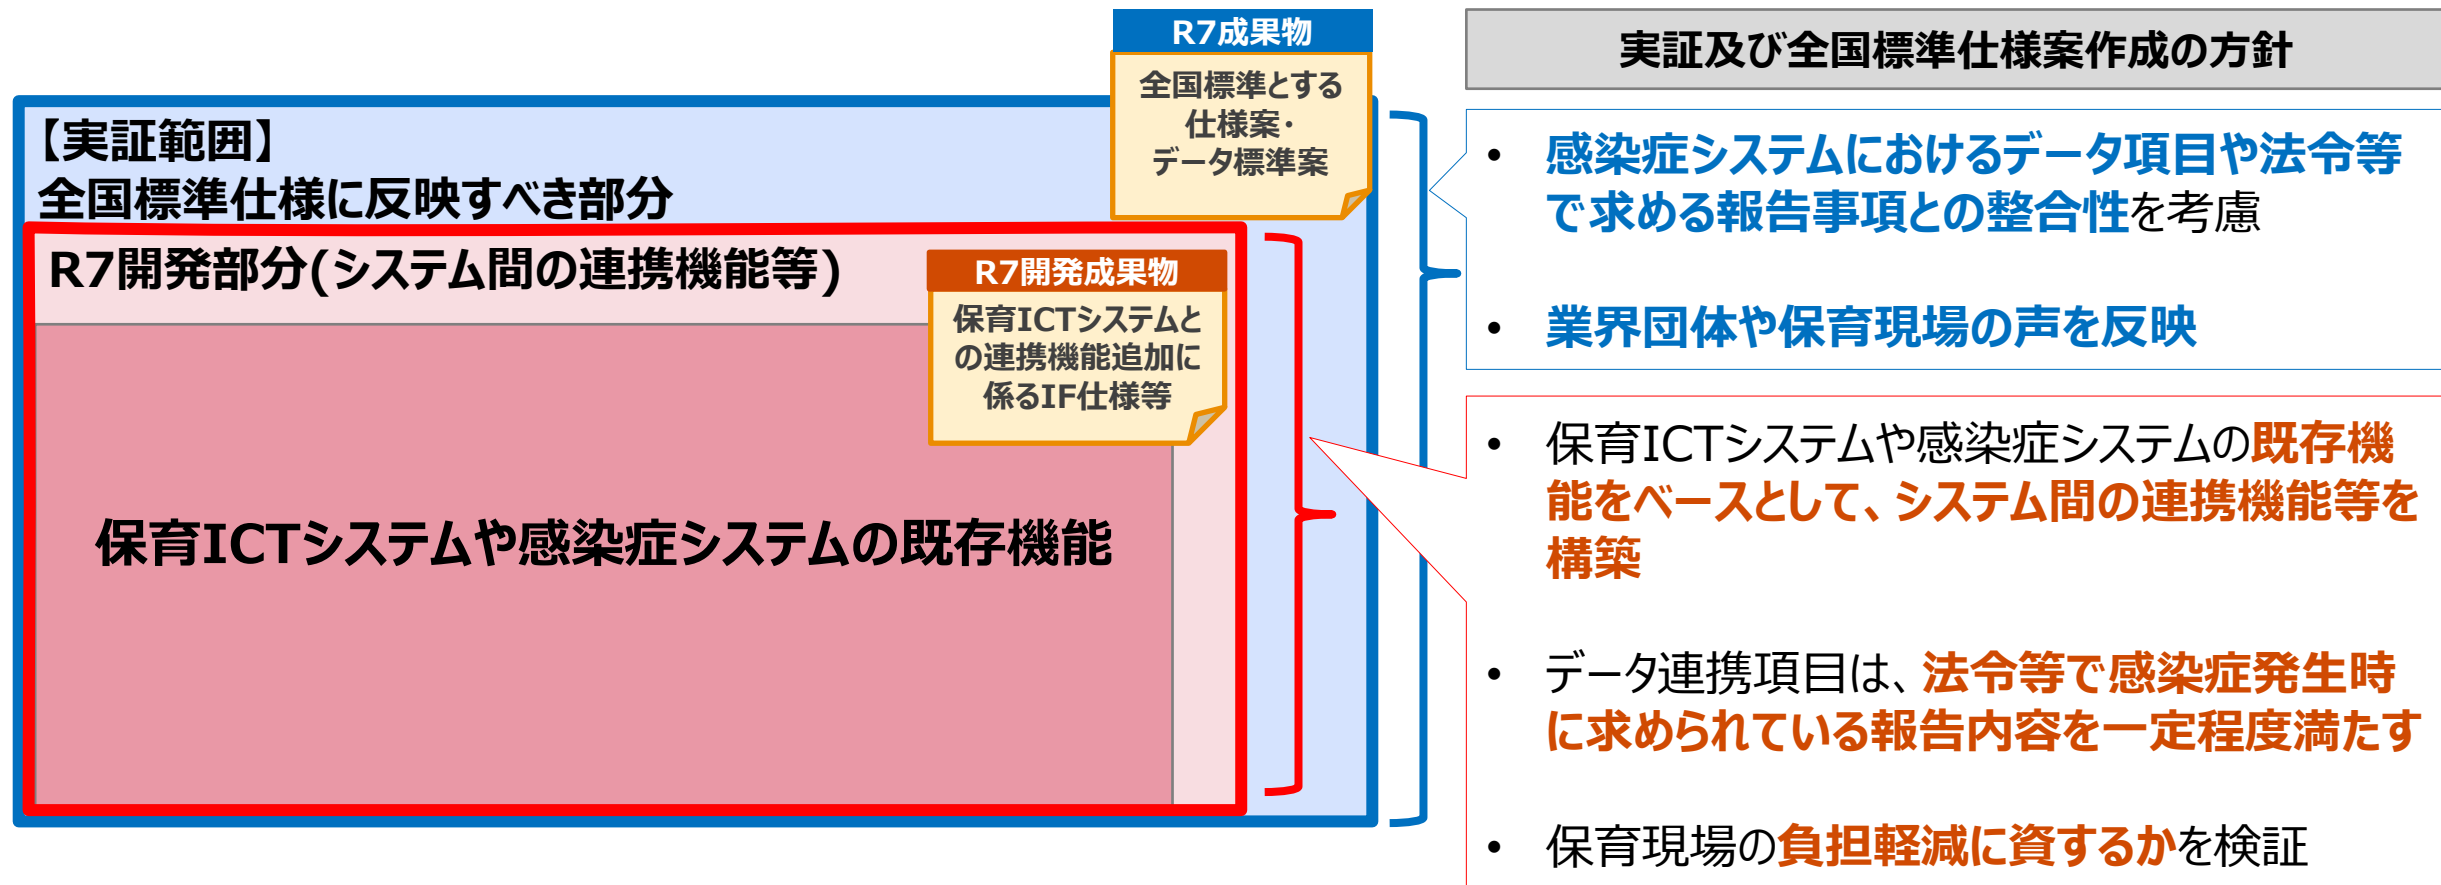 R7成果物
全国標準とする
仕様案・
データ標準案
【実証範囲】
全国標準仕様に反映すべき部分
R7開発部分(システム間の連携機能等)
R7開発成果物
保育ICTシステムと
の連携機能追加に
係るIF仕様等
保育ICTシステムや感染症システムの既存機能
実証及び全国標準仕様案作成の方針
• 感染症システムにおけるデータ項目や法令等
で求める報告事項との整合性を考慮
• 業界団体や保育現場の声を反映
• 保育ICTシステムや感染症システムの既存機
能をベースとして、システム間の連携機能等を
構築
• データ連携項目は、法令等で感染症発生時
に求められている報告内容を一定程度満たす
• 保育現場の負担軽減に資するかを検証